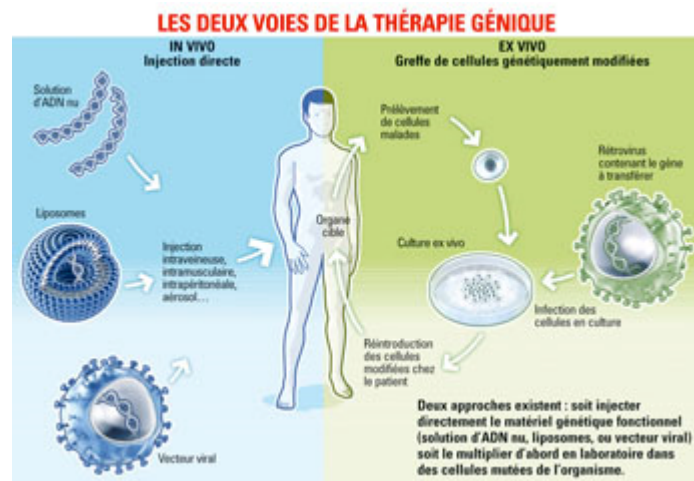 LES DEUX VOIES DE LA THÉRAPIE GÉNIQUE
IN VIVO
Injection directe
Solution
d'ADN nu
Liposomes
Injection
intraveineuse,
intramusculaire,
intrapéritonéale,
aérosol...
Vecteur viral
Organe
cible
EX VIVO
Greffe de cellules génétiquement modifiées
Prélèvement
de cellules
malades
Rétrovirus
contenant le gène
à transférer
Culture ex vivo
Infection des
cellules en culture
Réintroduction
des cellules
modifiées chez
le patient
Deux approches existent : soit injecter
directement le matériel génétique fonctionnel
(solution d'ADN nu, liposomes, ou vecteur viral)
soit le multiplier d'abord en laboratoire dans
des cellules mutées de l'organisme.